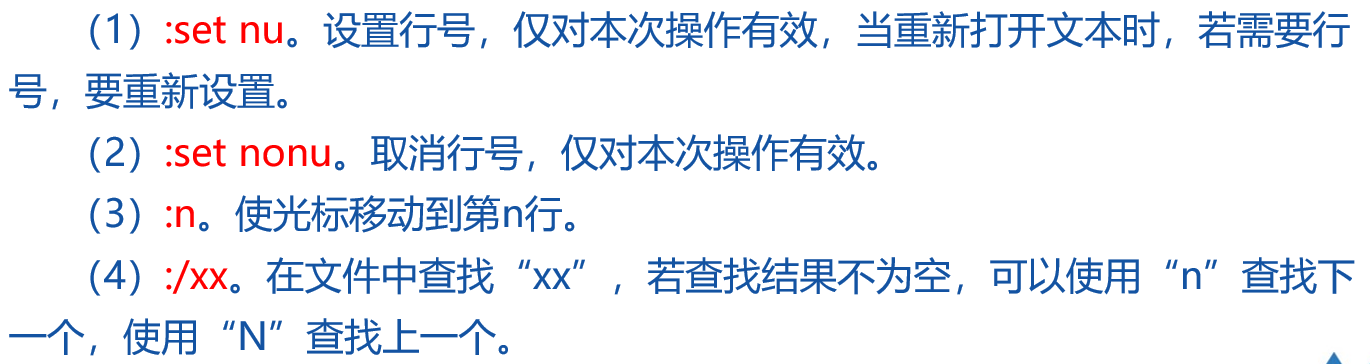 （1）:set nu。设置行号，仅对本次操作有效，当重新打开文本时，若需要行
号，要重新设置。
（2）:set nonu。取消行号，仅对本次操作有效。
（3）:n。使光标移动到第n行。
（4）:/xx。在文件中查找“xx”，若查找结果不为空，可以使用“n”查找下
一个，使用“N”查找上一个。